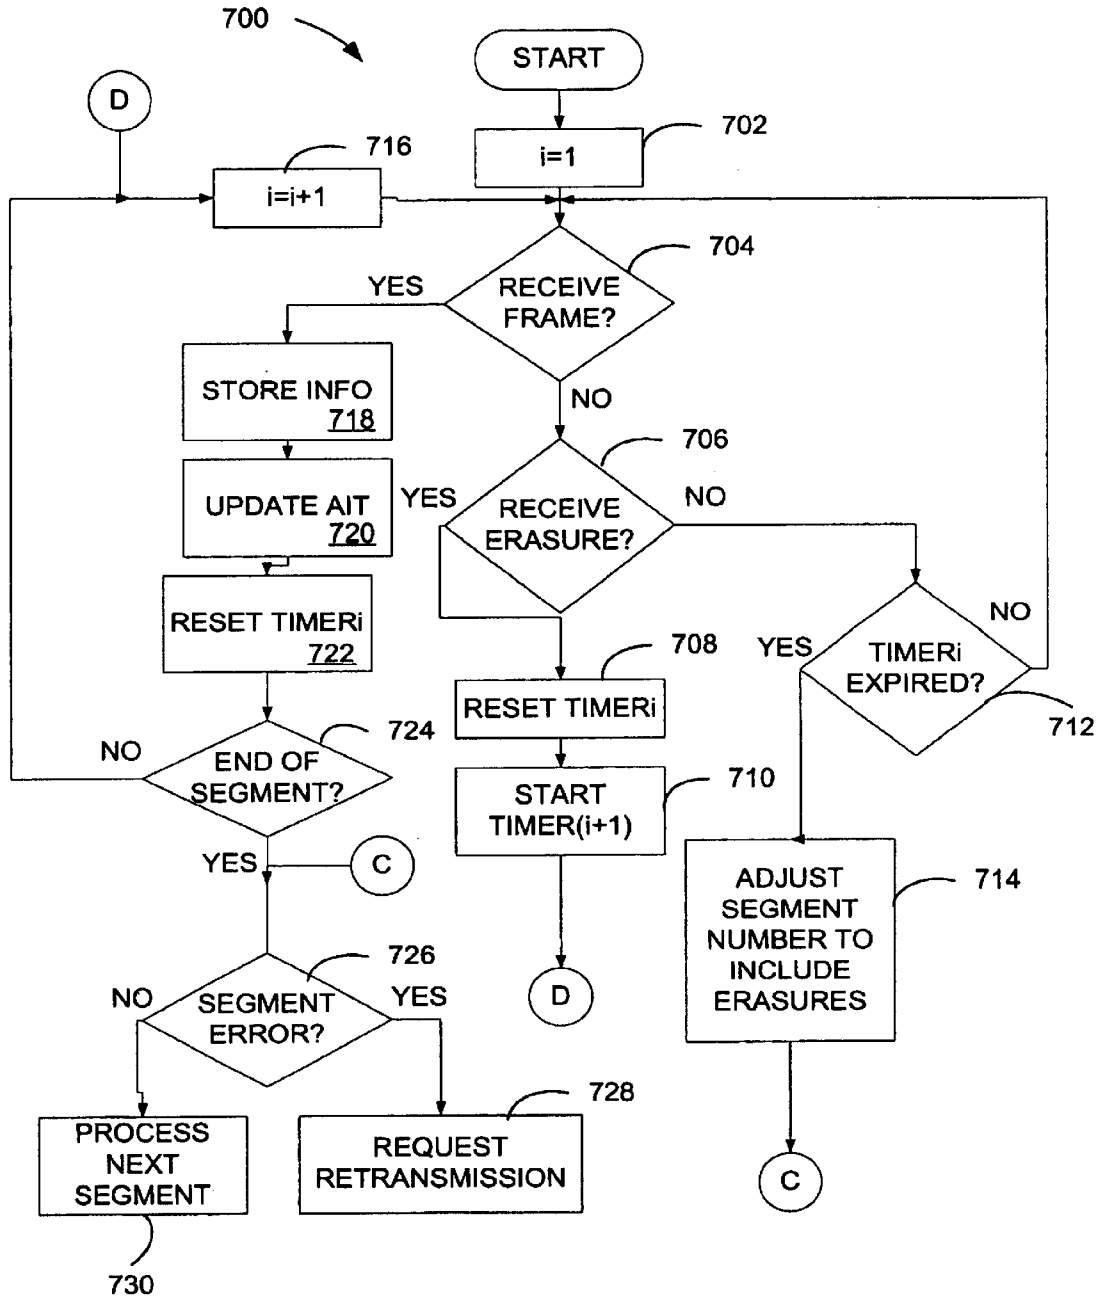 700
START
D
702
716
i=1
i=i+1
704
YES
RECEIVE
FRAME?
STORE INFO
718
NO
706
UPDATE AIT
720
YES
RECEIVE
ERASURE?
NO
RESET TIMERi
722
708
YES
NO
TIMERi
EXPIRED?
RESET TIMERi
712
724
NO
END OF
SEGMENT?
710
START
TIMER(i+1)
YES
C
714
ADJUST
SEGMENT
NUMBER TO
INCLUDE
ERASURES
726
NO
YES
SEGMENT
ERROR?
D
728
PROCESS
NEXT
SEGMENT
REQUEST
RETRANSMISSION
C
730